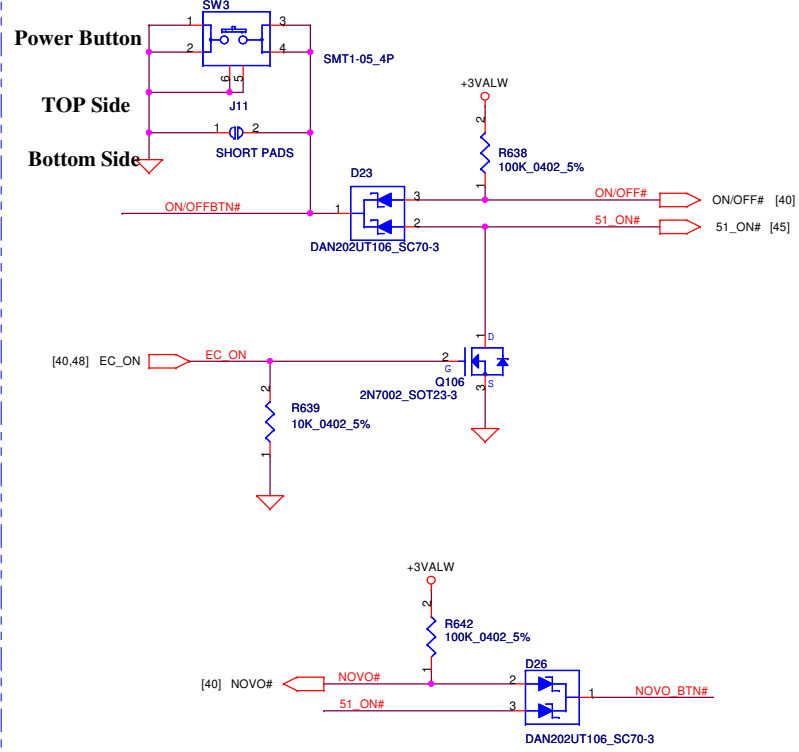 SW3
1
3
Power Button
2
4
SMT1-05_4P
6
5
TOP Side
J11
+3VALW
1
2
2
Bottom Side
SHORT PADS
R638
100K_0402_5%
D23
1
3
ON/OFF#
ON/OFF# [40]
ON/OFFBTN#
1
2
51_ON#
51_ON# [45]
DAN202UT106_SC70-3
1
D
[40,48] EC_ON
EC_ON
2
G
Q106
S
3
2N7002_SOT23-3
2
R639
10K_0402_5%
1
+3VALW
2
R642
100K_0402_5%
1
D26
[40] NOVO#
NOVO#
2
1
NOVO_BTN#
51_ON#
3
DAN202UT106_SC70-3